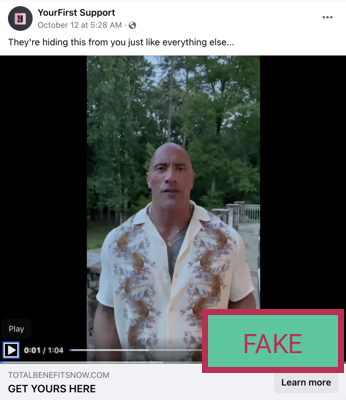 YourFirst Support
October 12 at 5:28 AM ·
They're hiding this from you just like everything else...
Play
0:01 / 1:04
FAKE
TOTALBENEFITSNOW.COM
GET YOURS HERE
Learn more